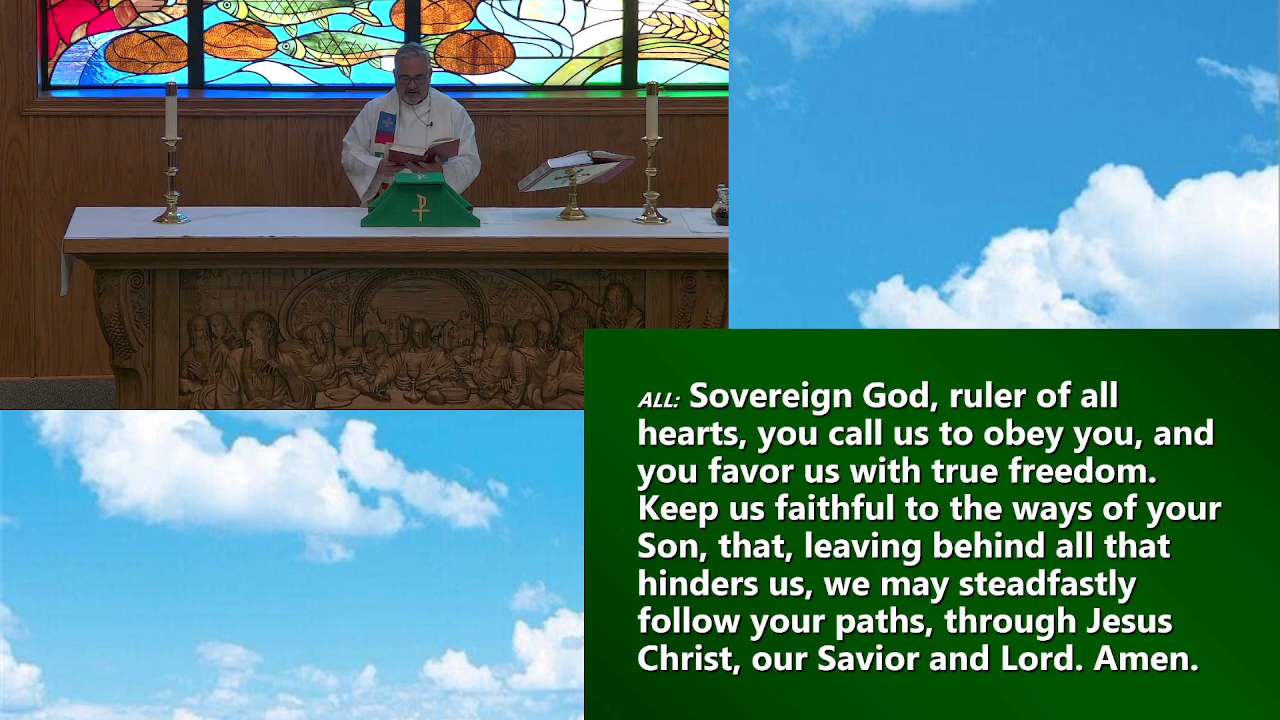 ALL: Sovereign God, ruler of all
hearts, you call us to obey you, and
you favor us with true freedom.
Keep us faithful to the ways of your
Son, that, leaving behind all that
hinders us, we may steadfastly
follow your paths, through Jesus
Christ, our Savior and Lord. Amen.